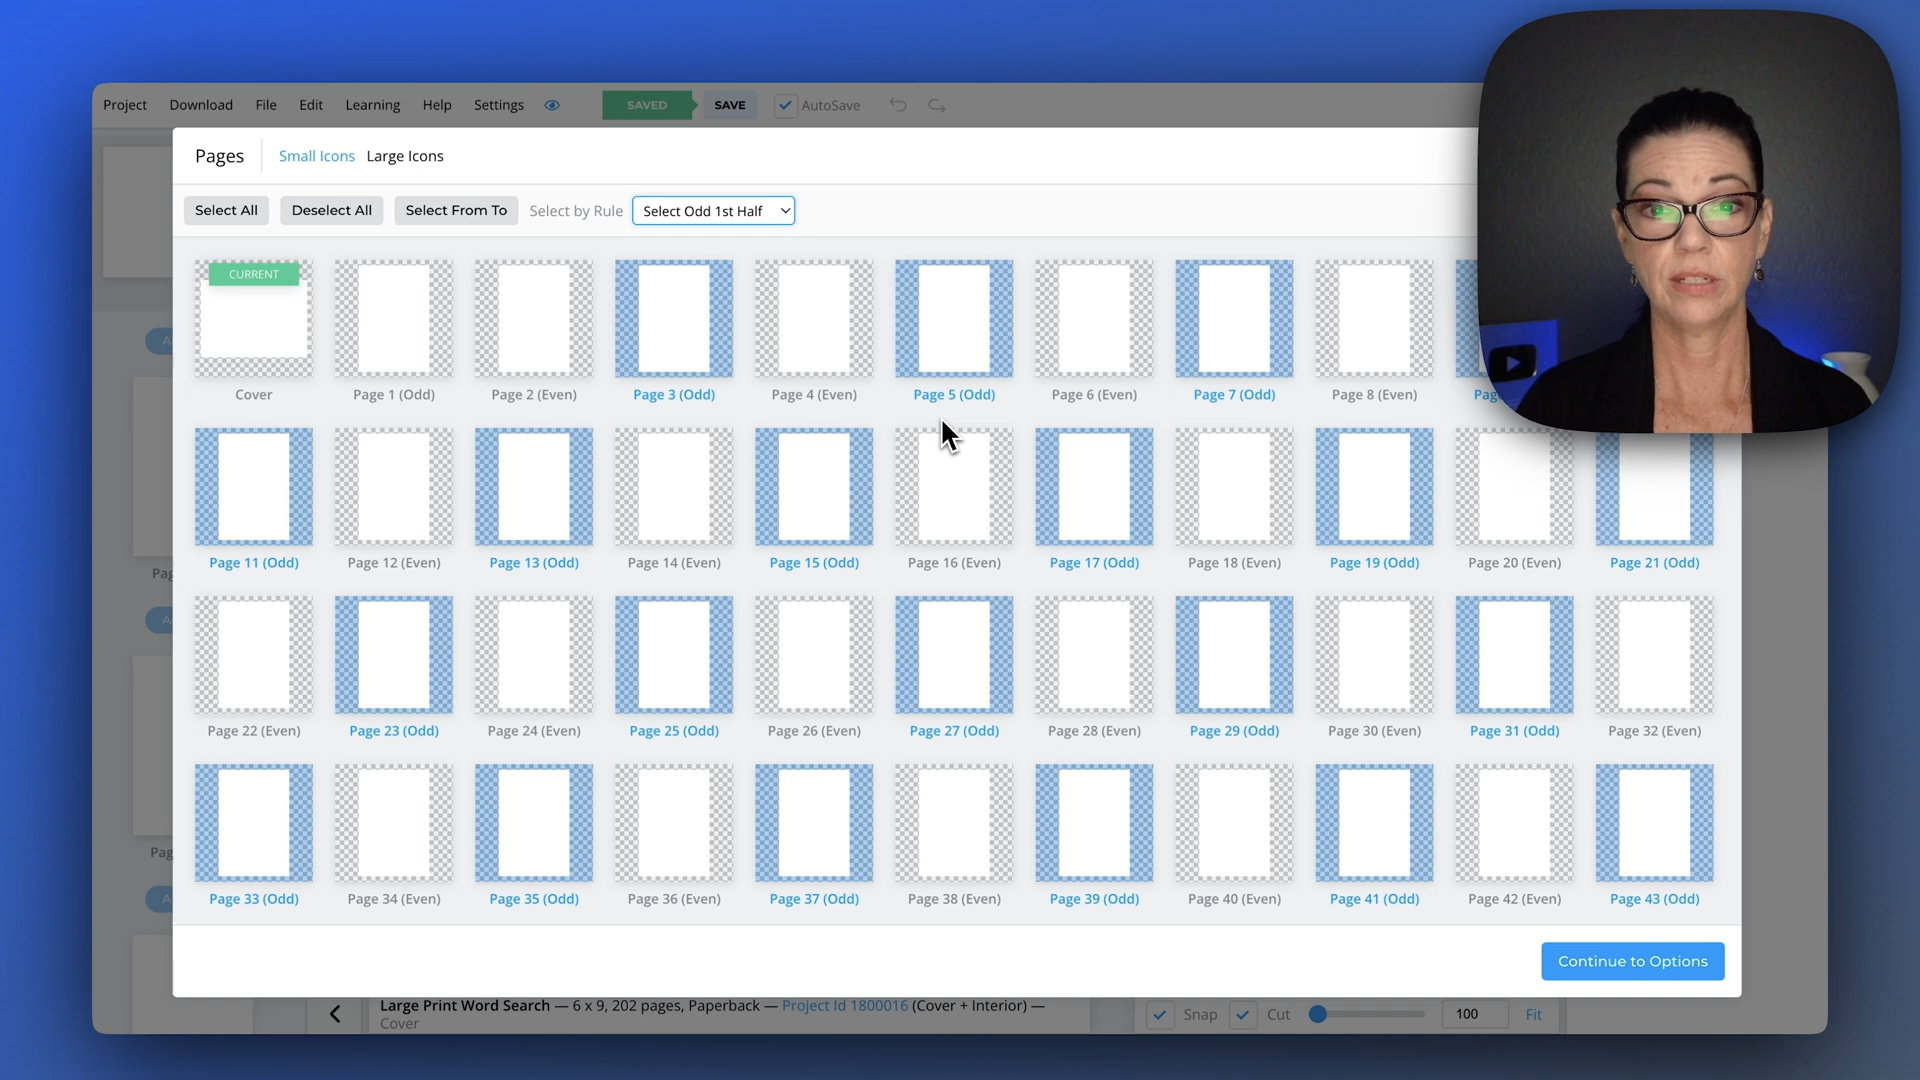 Project Download File Edit Learning Help Settings SAVED SAVE AutoSave
Pages Small Icons Large Icons
Select All Deselect All Select From To Select by Rule Select Odd 1st Half
CURRENT
Cover Page 1 (Odd) Page 2 (Even) Page 3 (Odd) Page 4 (Even) Page 5 (Odd) Page 6 (Even) Page 7 (Odd) Page 8 (Even)
Page 11 (Odd) Page 12 (Even) Page 13 (Odd) Page 14 (Even) Page 15 (Odd) Page 16 (Even) Page 17 (Odd) Page 18 (Even) Page 19 (Odd) Page 20 (Even) Page 21 (Odd)
Page 22 (Even) Page 23 (Odd) Page 24 (Even) Page 25 (Odd) Page 26 (Even) Page 27 (Odd) Page 28 (Even) Page 29 (Odd) Page 30 (Even) Page 31 (Odd) Page 32 (Even)
Page 33 (Odd) Page 34 (Even) Page 35 (Odd) Page 36 (Even) Page 37 (Odd) Page 38 (Even) Page 39 (Odd) Page 40 (Even) Page 41 (Odd) Page 42 (Even) Page 43 (Odd)
Continue to Options
Large Print Word Search — 6 x 9, 202 pages, Paperback — Project Id 1800016 (Cover + Interior) —
Cover
Snap Cut 100 Fit